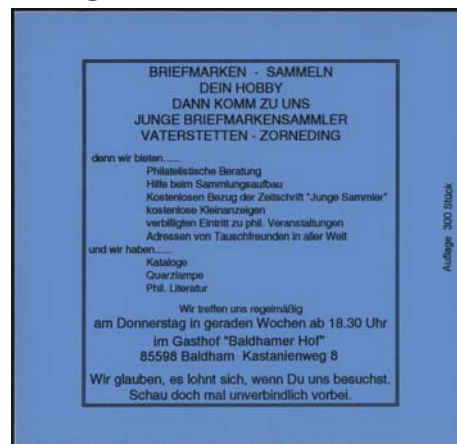 BRIEFMARKEN - SAMMELN
DEIN HOBBY
DANN KOMM ZU UNS
JUNGE BRIEFMARKENSAMMLER
VATERSTETTEN - ZORNEDING
denn wir bieten......
Philatelistische Beratung
Hilfe beim Sammlungsaufbau
Kostenlosen Bezug der Zeitschrift "Junge Sammler"
kostenlose Kleinanzeigen
verbilligten Eintritt zu phil. Veranstaltungen
Adressen von Tauschfreunden in aller Welt
und wir haben......
Kataloge
Quarzlampe
Phil. Literatur
Wir treffen uns regelmäßig
am Donnerstag in geraden Wochen ab 18.30 Uhr
im Gasthof "Baldhamer Hof"
85598 Baldham Kastanienweg 8
Wir glauben, es lohnt sich, wenn Du uns besuchst.
Schau doch mal unverbindlich vorbei.
Auflage 300 Stück